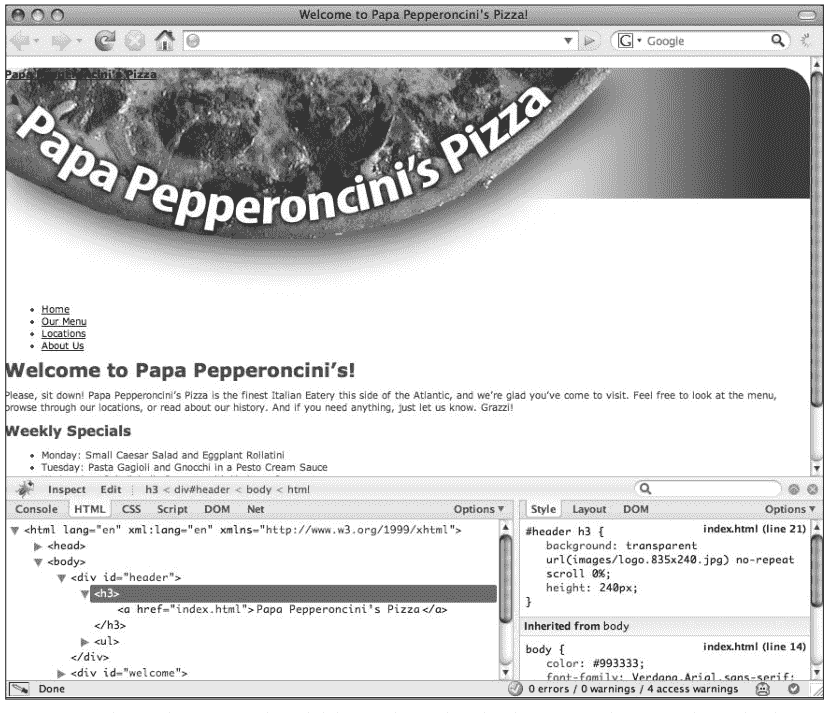 Welcome to Papa Pepperoncini's Pizza!
G Google
Papa Pepperoncini's Pizza
Papa Pepperoncini's Pizza
Home
Our Menu
Locations
About Us
Welcome to Papa Pepperoncini's!
Please, sit down! Papa Pepperoncini's Pizza is the finest Italian Eatery this side of the Atlantic, and we're glad you've come to visit. Feel free to look at the menu,
browse through our locations, or read about our history. And if you need anything, just let us know. Grazzi!
Weekly Specials
Monday: Small Caesar Salad and Eggplant Rollatini
Tuesday: Pasta Gagioli and Gnocchi in a Pesto Cream Sauce
Inspect Edit h3 < div#header < body < html
Console HTML CSS Script DOM Net Options
<html lang="en" xml:lang="en" xmlns="http://www.w3.org/1999/xhtml">
<head>
<body>
<div id="header">
<h3>
<a href="index.html">Papa Pepperoncini's Pizza</a>
</h3>
<ul>
</div>
<div id="welcome">
Style Layout DOM Options
#header h3 { index.html (line 21)
background: transparent
url(images/logo.835x240.jpg) no-repeat
scroll 0%;
height: 240px;
}
Inherited from body
body { index.html (line 14)
color: #993333;
font-family: Verdana,Arial,sans-serif;
Done
0 errors / 0 warnings / 4 access warnings